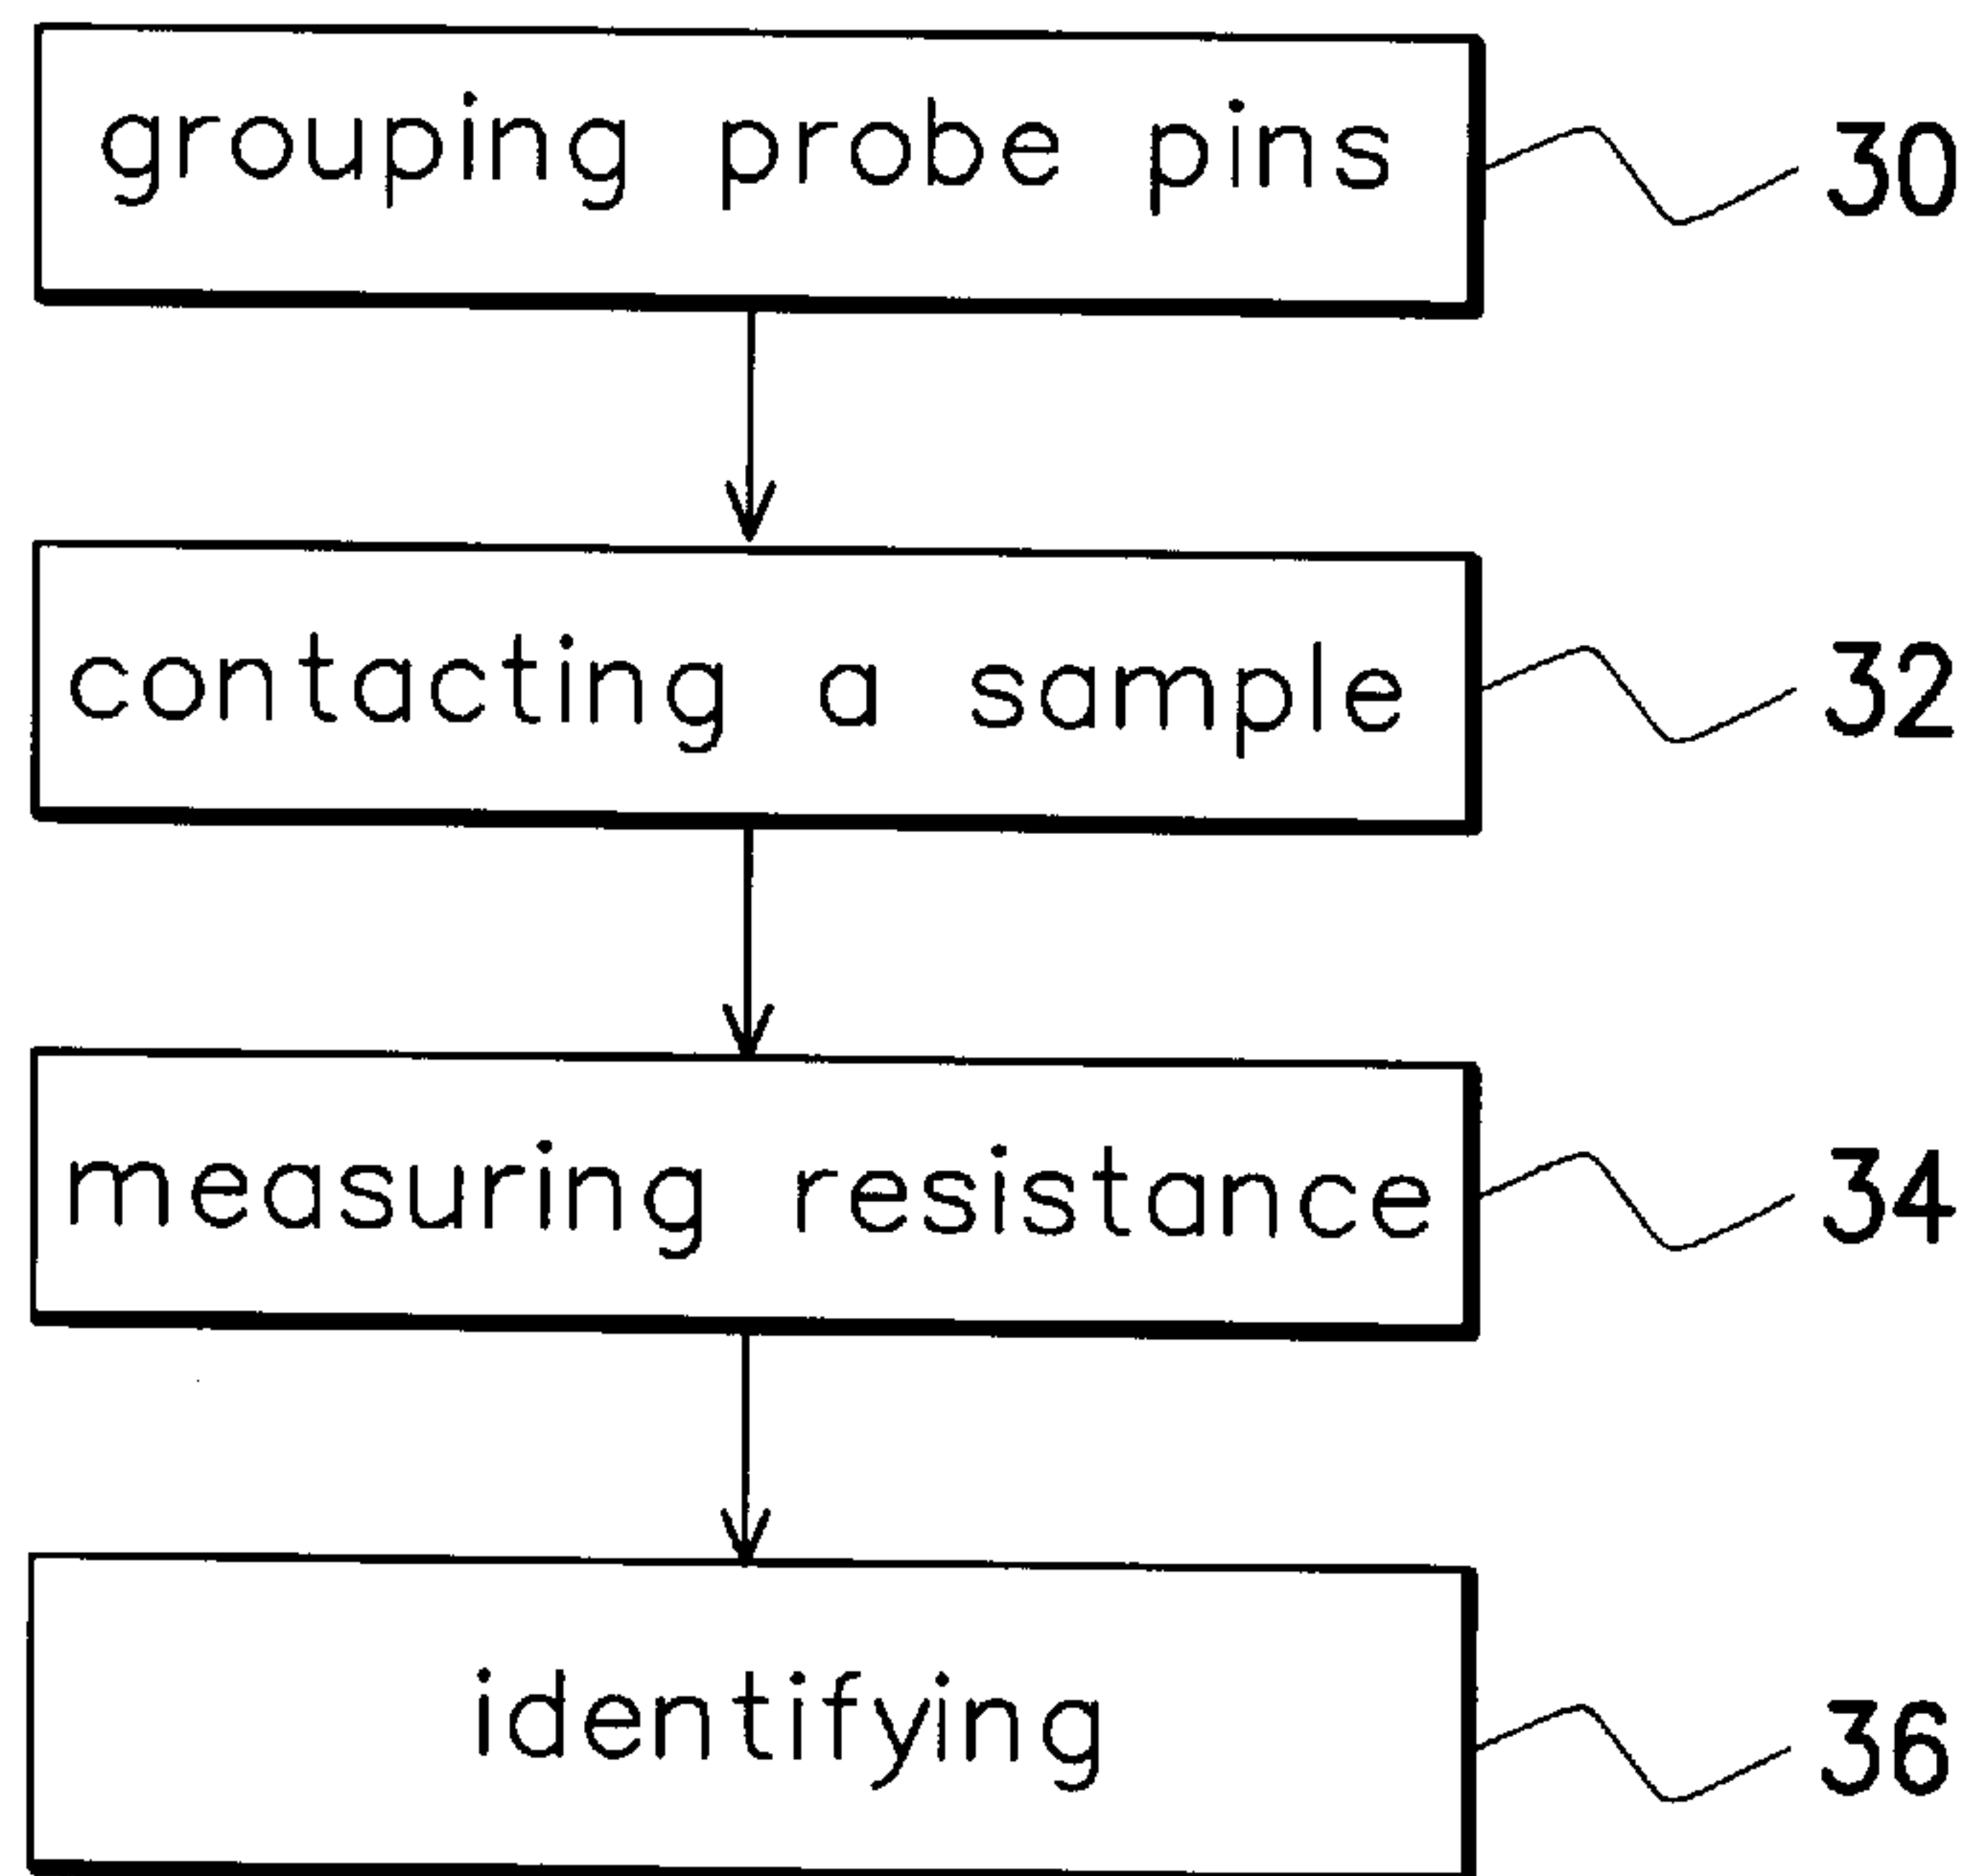 grouping probe pins 30
contacting a sample 32
measuring resistance 34
identifying 36